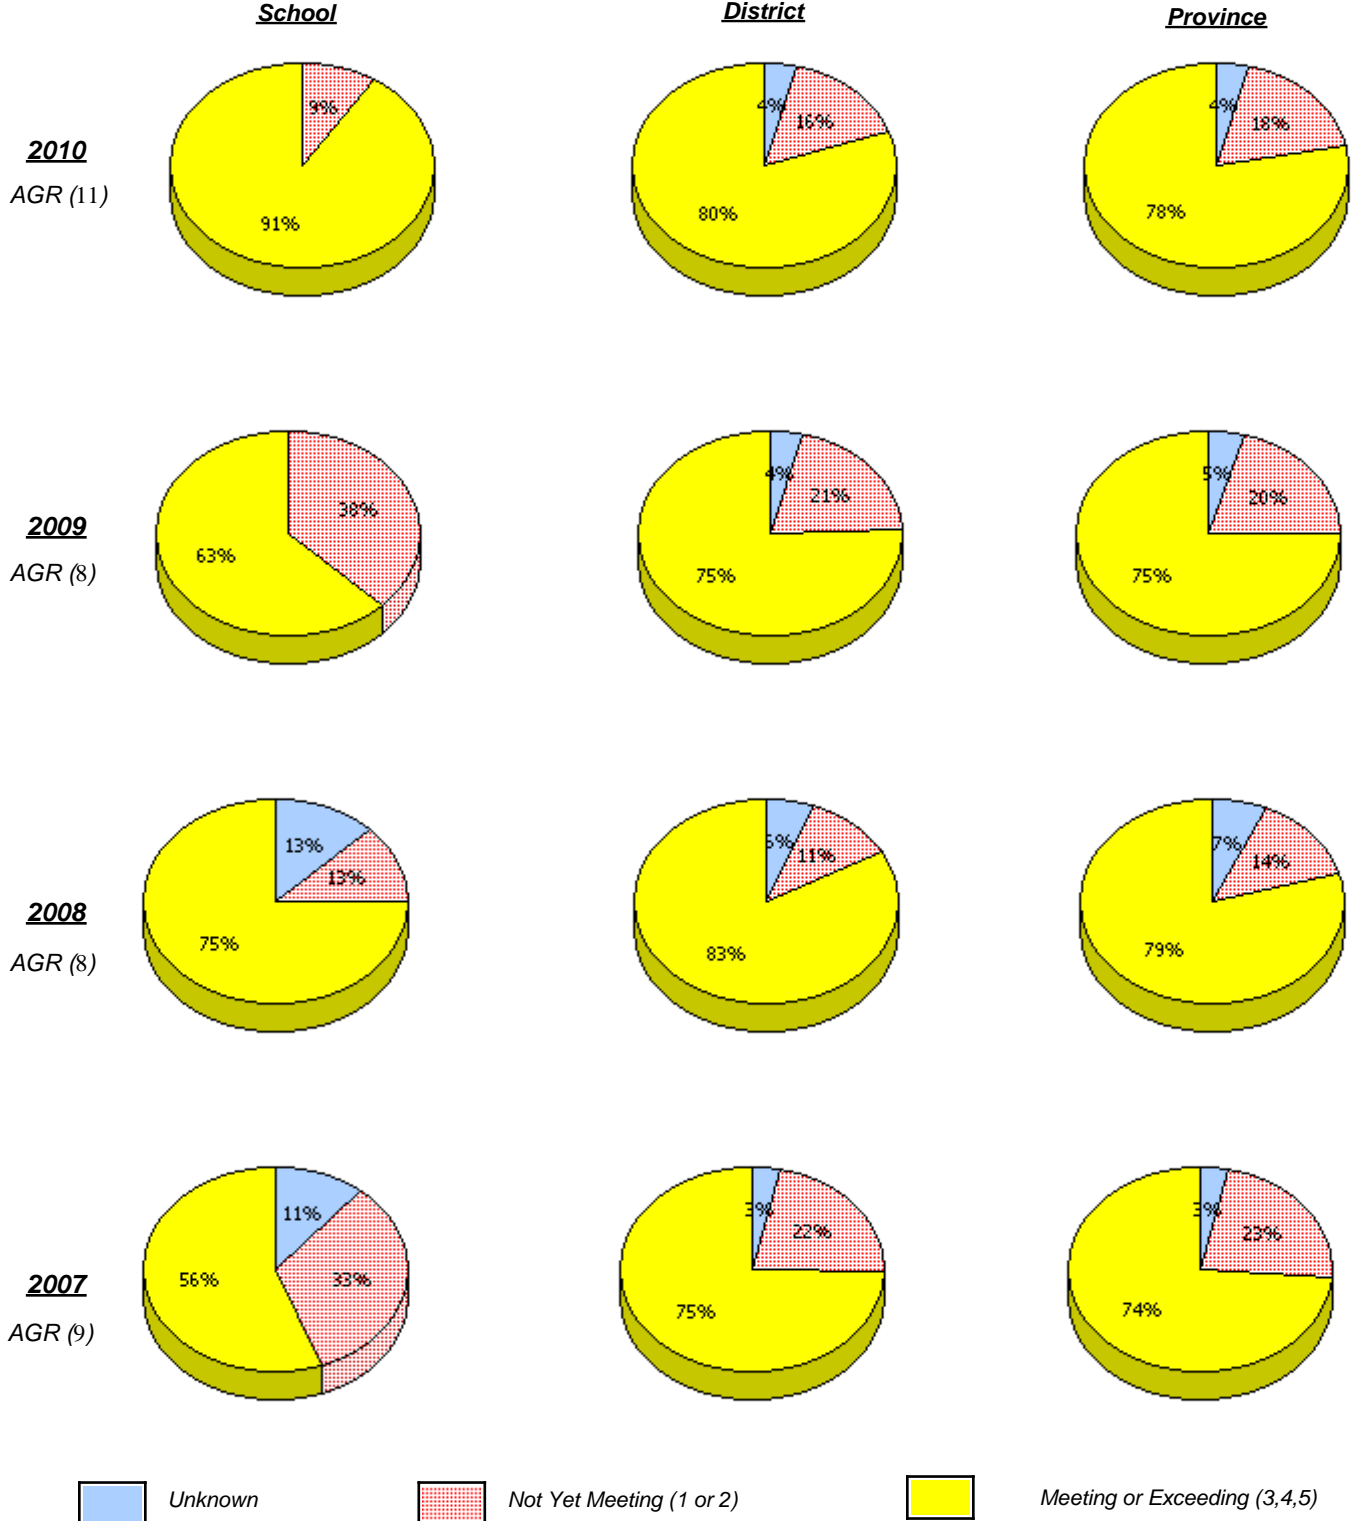 School District Province
9% 91%
4% 16% 80%
4% 18% 78%
2010
AGR (11)
38% 63%
4% 21% 75%
5% 20% 75%
2009
AGR (8)
13% 13% 75%
11% 83%
7% 14% 79%
2008
AGR (8)
11% 33% 56%
3% 22% 75%
3% 23% 74%
2007
AGR (9)
Unknown Not Yet Meeting (1 or 2) Meeting or Exceeding (3,4,5)